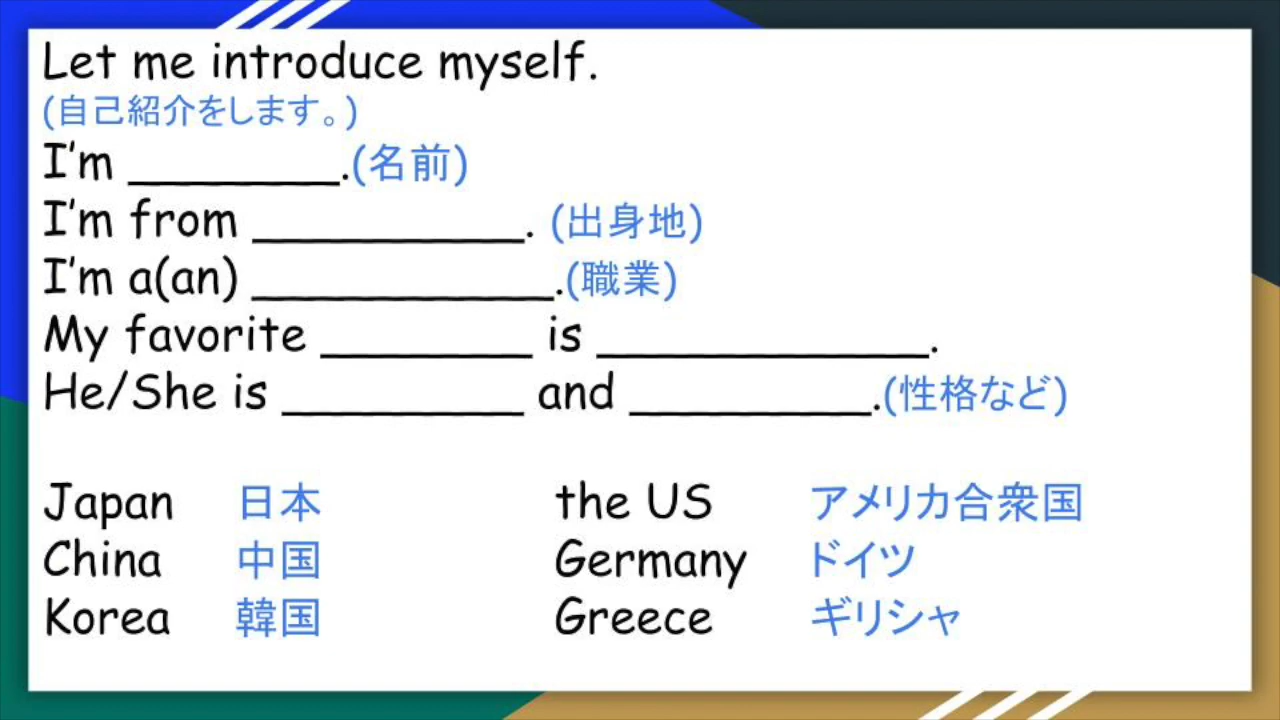 Let me introduce myself.
(自己紹介をします。)
I'm _________.(名前)
I'm from _________. (出身地)
I'm a(an) __________.(職業)
My favorite _______ is ___________.
He/She is ________ and ________.(性格など)
Japan 日本 the US アメリカ合衆国
China 中国 Germany ドイツ
Korea 韓国 Greece ギリシャ